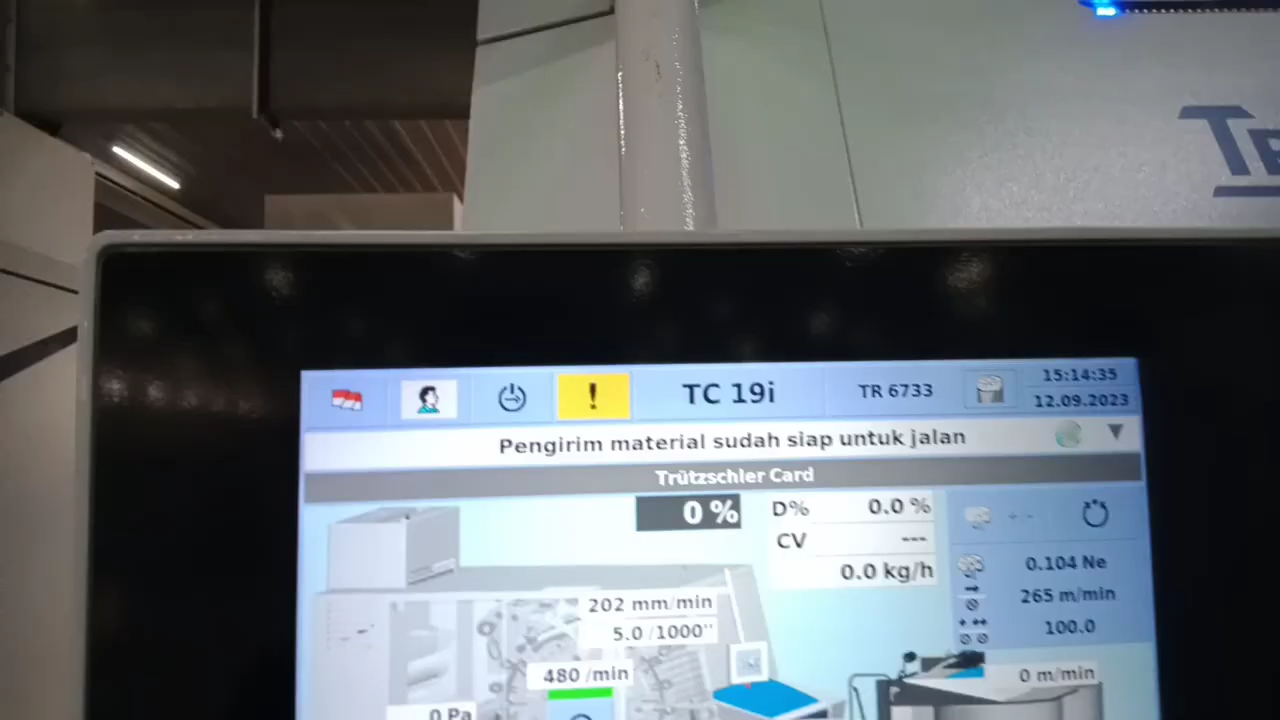 TC 19i
TR 6733
15:14:35
12.09.2023
Pengirim material sudah siap untuk jalan
Trützschler Card
0 %
D% 0.0 %
CV ---
0.0 kg/h
0.104 Ne
265 m/min
100.0
202 mm/min
5.0 /1000"
480 /min
0 m/min
0 Pa